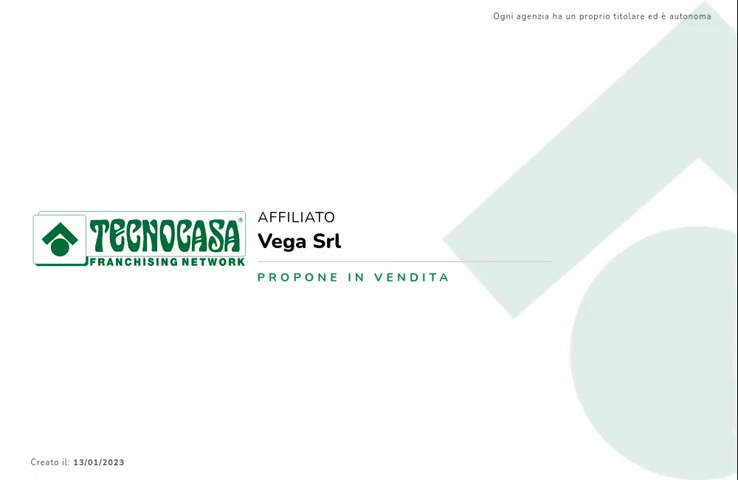 Ogni agenzia ha un proprio titolare ed è autonoma
AFFILIATO
TECNOCASA®
Vega Srl
FRANCHISING NETWORK
PROPONE IN VENDITA
Creato il: 13/01/2023